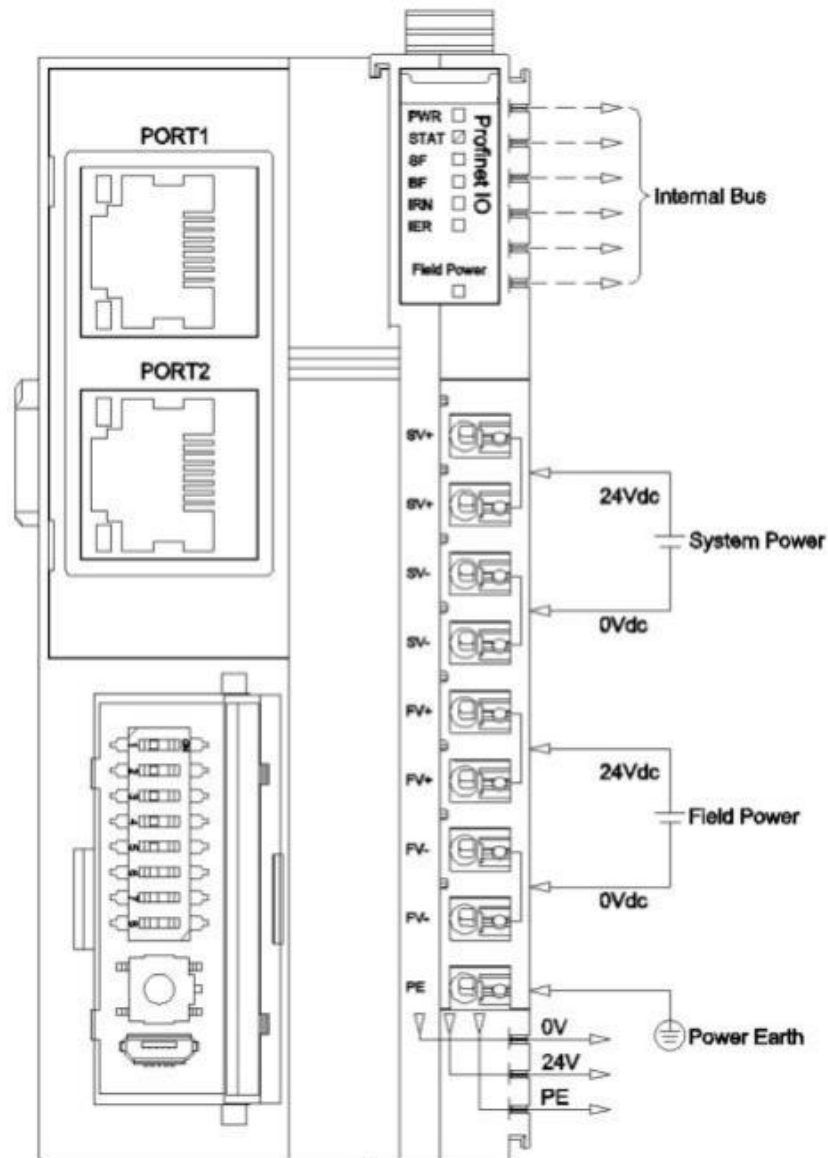 PORT1
PORT2
PWR
STAT
SF
BF
IRN
IER
Profinet IO
Field Power
Internal Bus
SV+
SV+
SV-
SV-
FV+
FV+
FV-
FV-
PE
24Vdc
System Power
0Vdc
24Vdc
Field Power
0Vdc
Power Earth
0V
24V
PE